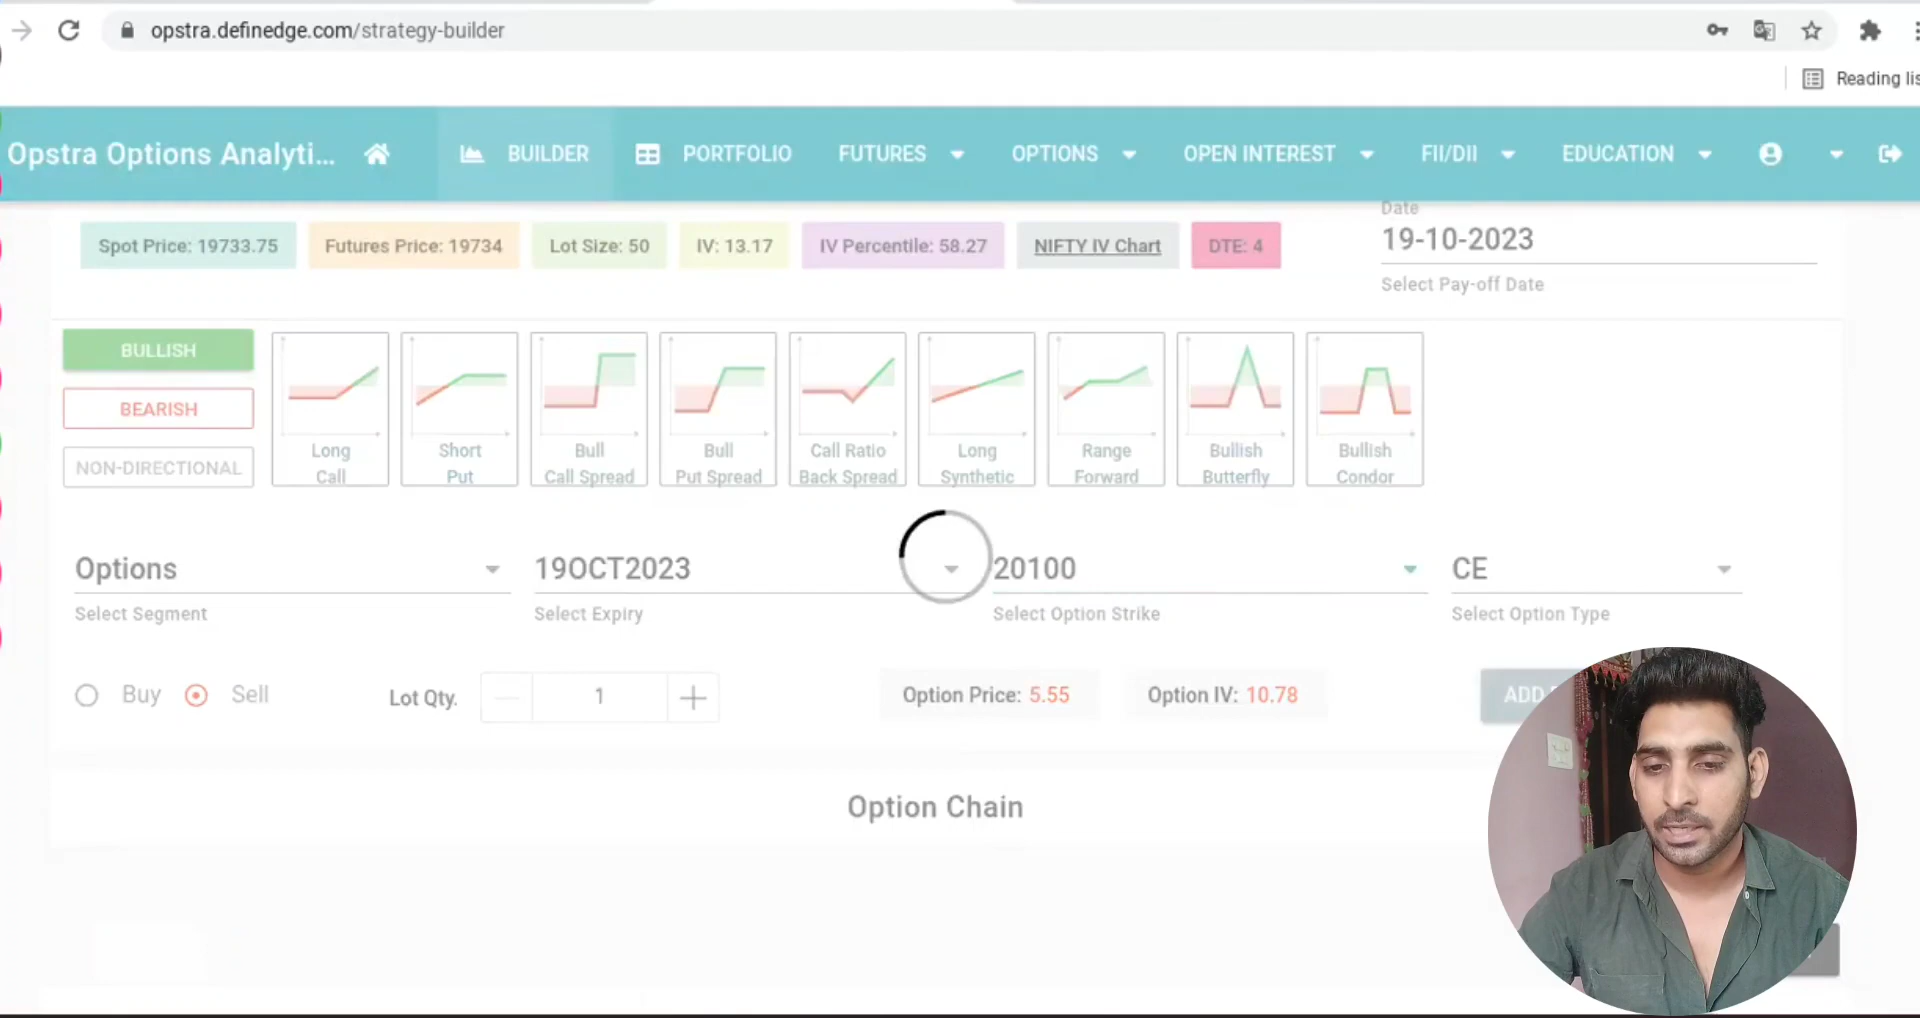 opstra.definedge.com/strategy-builder
Reading lis
Opstra Options Analyti... BUILDER PORTFOLIO FUTURES OPTIONS OPEN INTEREST FII/DII EDUCATION
Date
Spot Price: 19733.75 Futures Price: 19734 Lot Size: 50 IV: 13.17 IV Percentile: 58.27 NIFTY IV Chart DTE: 4 19-10-2023
Select Pay-off Date
BULLISH
BEARISH
NON-DIRECTIONAL
Long
Call
Short
Put
Bull
Call Spread
Bull
Put Spread
Call Ratio
Back Spread
Long
Synthetic
Range
Forward
Bullish
Butterfly
Bullish
Condor
Options 19OCT2023 20100 CE
Select Segment Select Expiry Select Option Strike Select Option Type
Buy Sell Lot Qty. 1 Option Price: 5.55 Option IV: 10.78 ADD
Option Chain